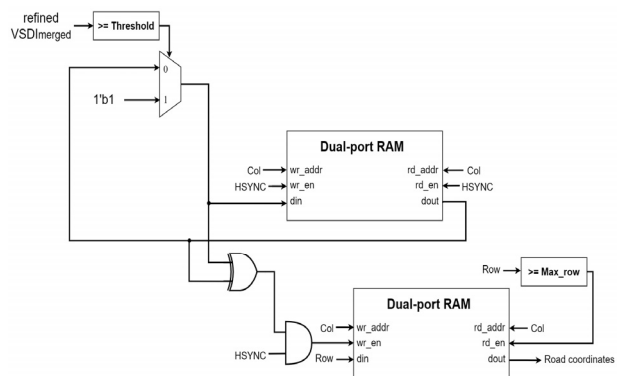 refined
VSDImerged
>= Threshold
0
1'b1
1
Dual-port RAM
Col
wr_addr
rd_addr
Col
HSYNC
wr_en
rd_en
HSYNC
din
dout
Row
>= Max_row
Dual-port RAM
Col
wr_addr
rd_addr
Col
wr_en
rd_en
HSYNC
Row
din
dout
Road coordinates